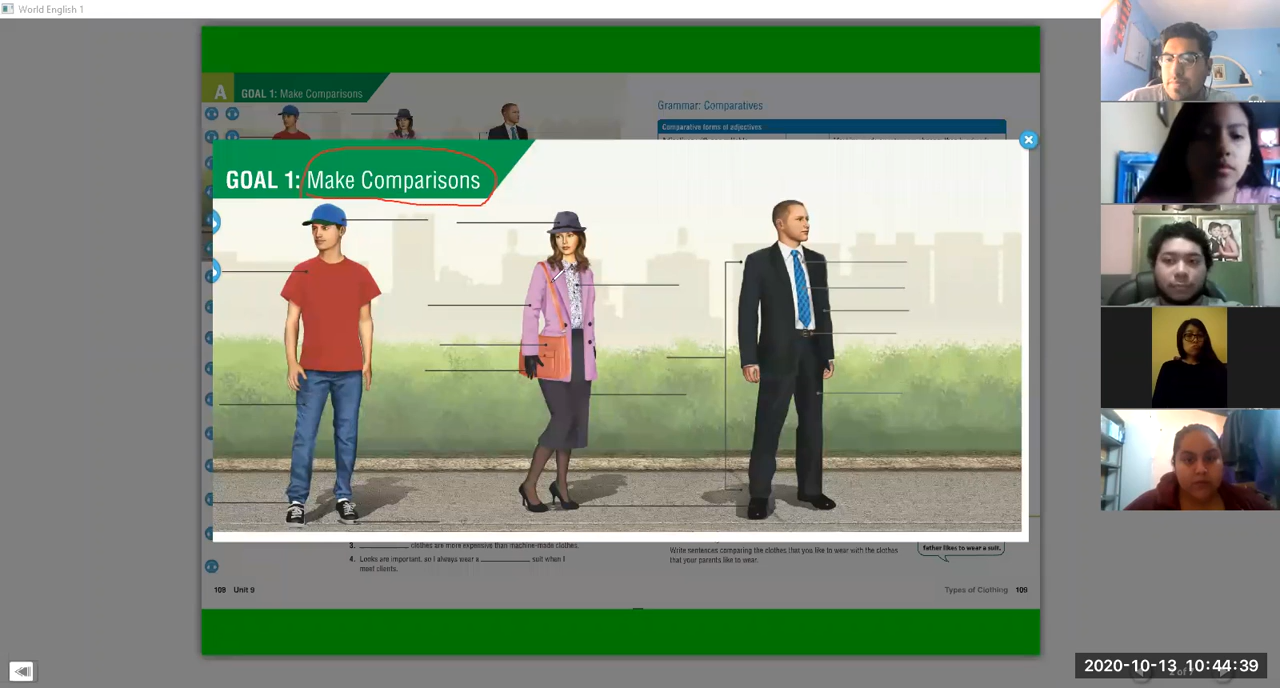 World English 1
A GOAL 1: Make Comparisons
Grammar: Comparatives
Comparative forms of adjectives
GOAL 1: Make Comparisons
3. clothes are more expensive than machine-made clothes.
4. Looks are important, so I always wear a suit when I
meet clients.
Write sentences comparing the clothes that you like to wear with the clothes
that your parents like to wear.
father likes to wear a suit.
108 Unit 9
Types of Clothing 109
2020-10-13 10:44:39